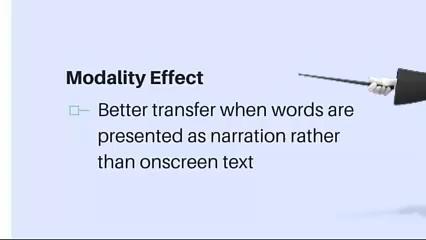 Modality Effect
Better transfer when words are
presented as narration rather
than onscreen text